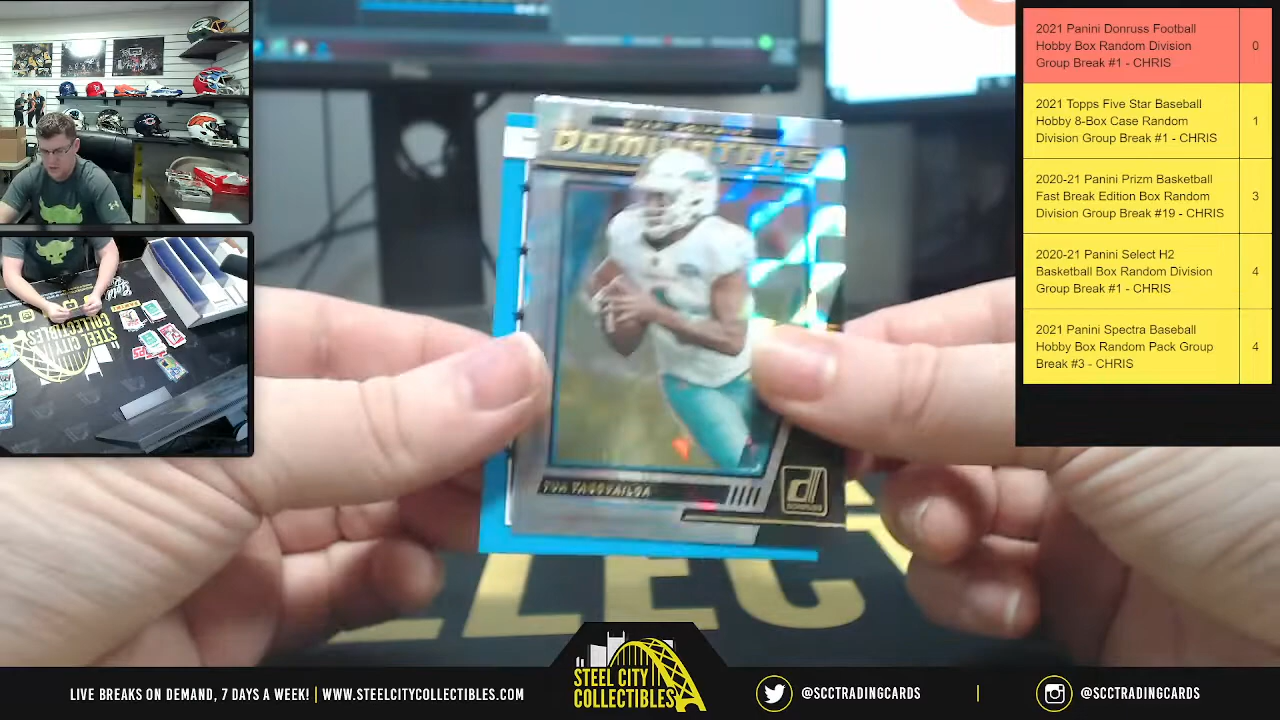 2021 Panini Donruss Football
Hobby Box Random Division
Group Break #1 - CHRIS
0
2021 Topps Five Star Baseball
Hobby 8-Box Case Random
Division Group Break #1 - CHRIS
1
2020-21 Panini Prizm Basketball
Fast Break Edition Box Random
Division Group Break #19 - CHRIS
3
2020-21 Panini Select H2
Basketball Box Random Division
Group Break #1 - CHRIS
4
2021 Panini Spectra Baseball
Hobby Box Random Pack Group
Break #3 - CHRIS
4
DOMINATORS
TUA TAGOVAILOA
d
DONRUSS
STEEL CITY
COLLECTIBLES
LIVE BREAKS ON DEMAND, 7 DAYS A WEEK! | WWW.STEELCITYCOLLECTIBLES.COM
STEEL CITY
COLLECTIBLES
@SCCTRADINGCARDS | @SCCTRADINGCARDS